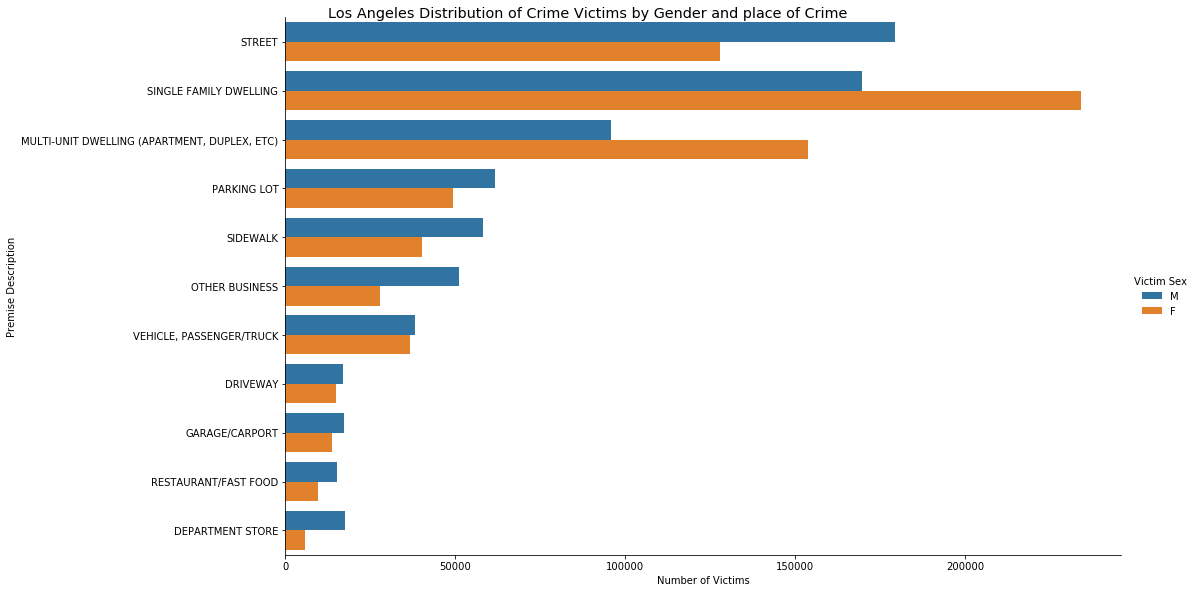 Los Angeles Distribution of Crime Victims by Gender and place of Crime
STREET
SINGLE FAMILY DWELLING
MULTI-UNIT DWELLING (APARTMENT, DUPLEX, ETC)
PARKING LOT
SIDEWALK
OTHER BUSINESS
VEHICLE, PASSENGER/TRUCK
DRIVEWAY
GARAGE/CARPORT
RESTAURANT/FAST FOOD
DEPARTMENT STORE
Premise Description
0 50000 100000 150000 200000
Number of Victims
Victim Sex
M
F